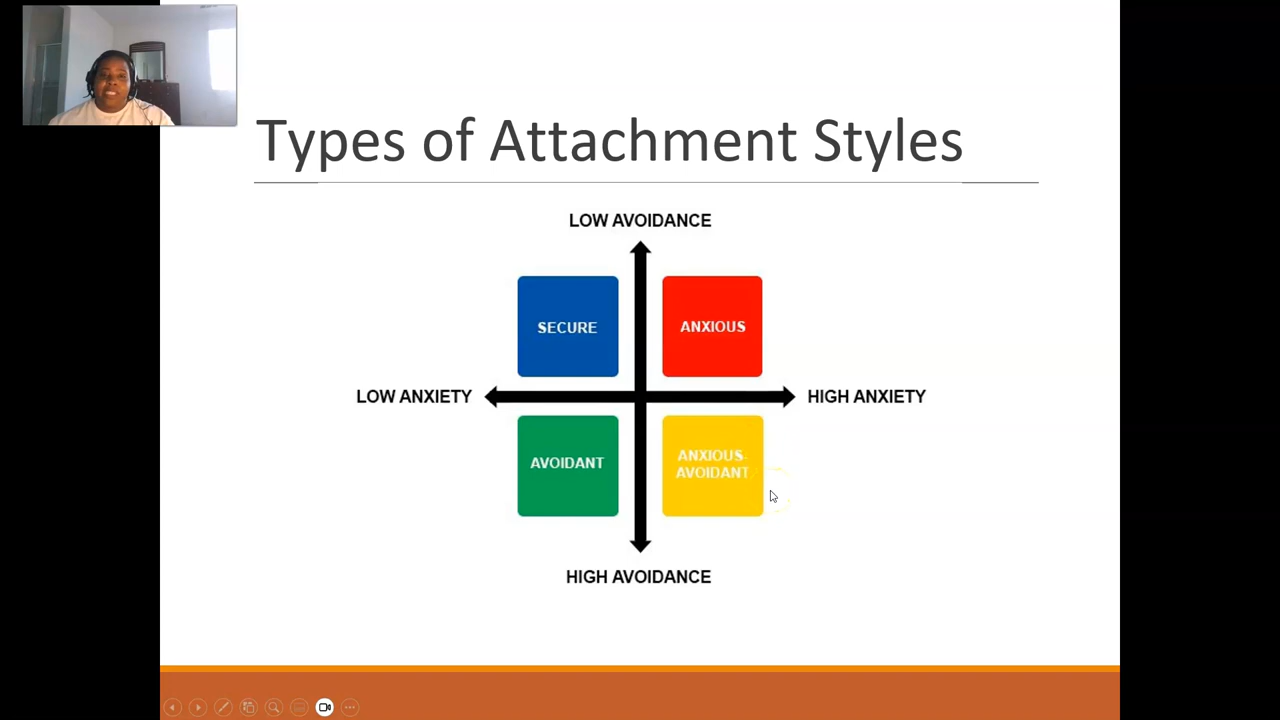 Types of Attachment Styles
LOW AVOIDANCE
SECURE
ANXIOUS
LOW ANXIETY
HIGH ANXIETY
AVOIDANT
ANXIOUS-
AVOIDANT
HIGH AVOIDANCE